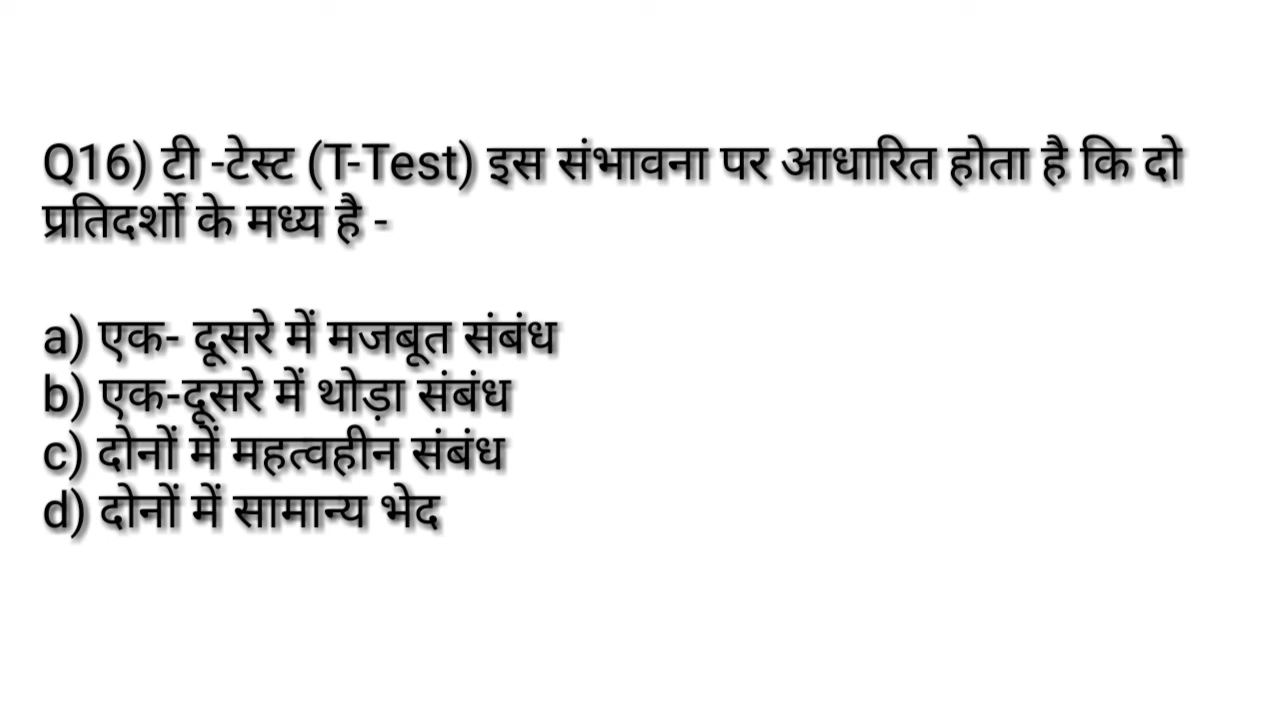 Q16) टी -टेस्ट (T-Test) इस संभावना पर आधारित होता है कि दो
प्रतिदर्शो के मध्य है -
a) एक- दूसरे में मजबूत संबंध
b) एक-दूसरे में थोड़ा संबंध
c) दोनों में महत्वहीन संबंध
d) दोनों में सामान्य भेद